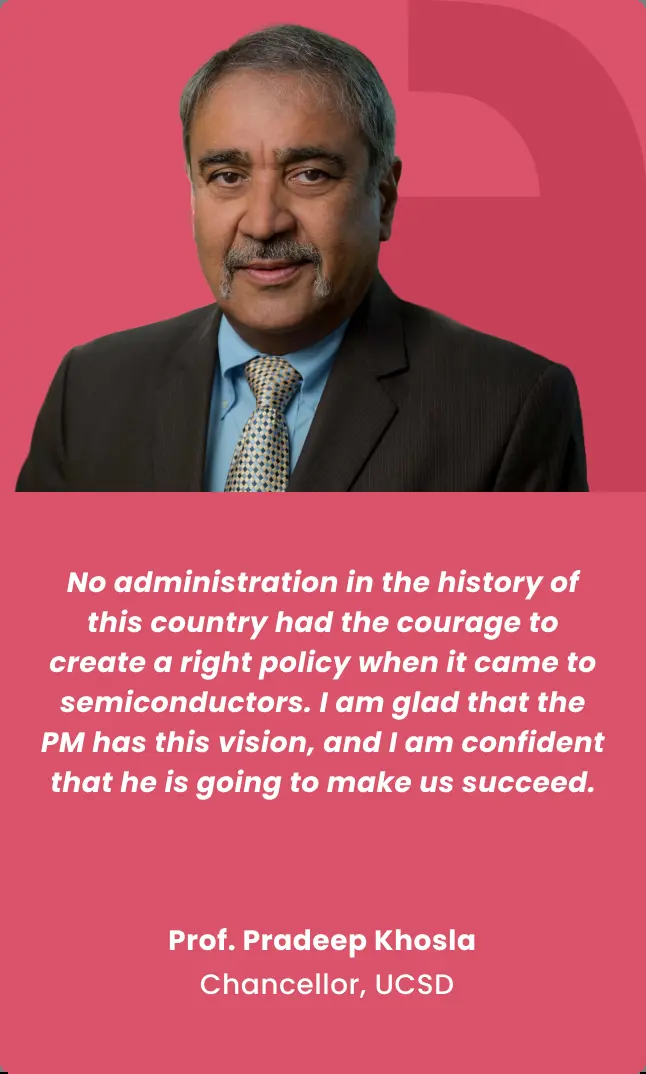 No administration in the history of
this country had the courage to
create a right policy when it came to
semiconductors. I am glad that the
PM has this vision, and I am confident
that he is going to make us succeed.
Prof. Pradeep Khosla
Chancellor, UCSD